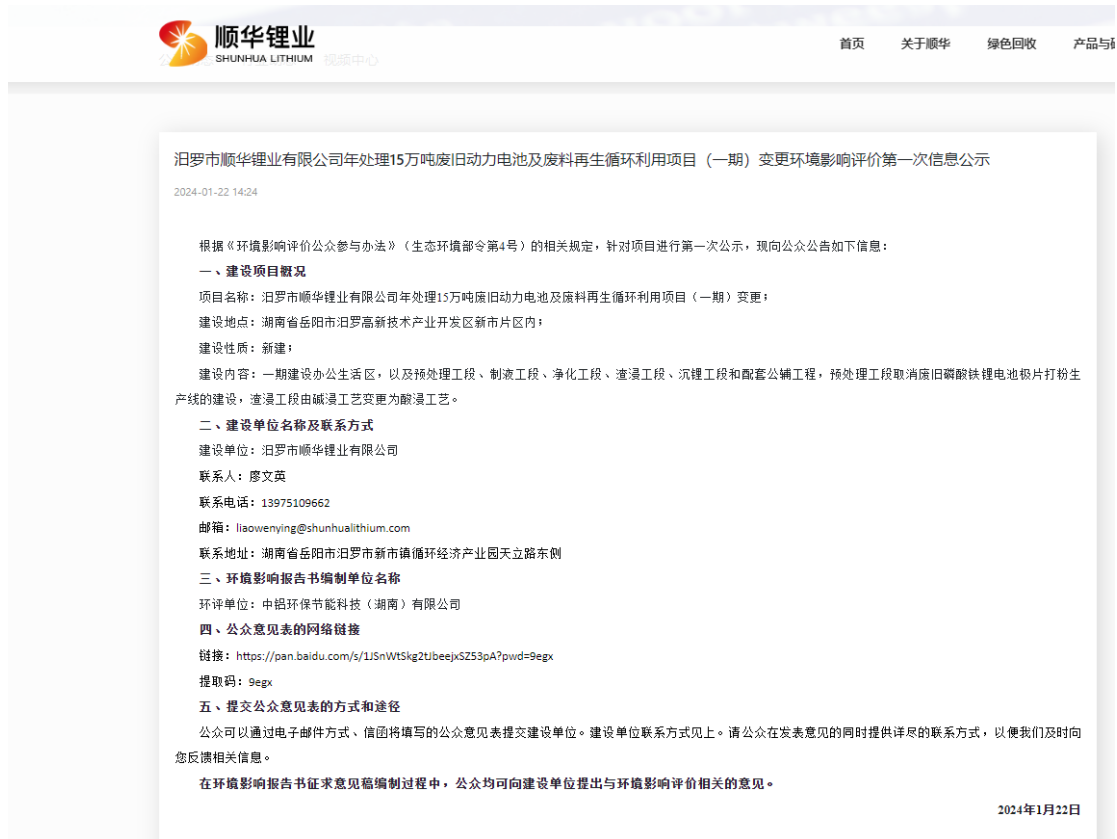 顺华锂业
SHUNHUA LITHIUM
视频中心
首页
关于顺华
绿色回收
产品与
汨罗市顺华锂业有限公司年处理15万吨废旧动力电池及废料再生循环利用项目（一期）变更环境影响评价第一次信息公示
2024-01-22 14:24
根据《环境影响评价公众参与办法》（生态环境部令第4号）的相关规定，针对项目进行第一次公示，现向公众公告如下信息：
一、建设项目概况
项目名称：汨罗市顺华锂业有限公司年处理15万吨废旧动力电池及废料再生循环利用项目（一期）变更；
建设地点：湖南省岳阳市汨罗高新技术产业开发区新市片区内；
建设性质：新建；
建设内容：一期建设办公生活区，以及预处理工段、制液工段、净化工段、渣浸工段、沉锂工段和配套公辅工程，预处理工段取消废旧磷酸铁锂电池极片打粉生
产线的建设，渣浸工段由碱浸工艺变更为酸浸工艺。
二、建设单位名称及联系方式
建设单位：汨罗市顺华锂业有限公司
联系人：廖文英
联系电话：13975109662
邮箱：liaowenying@shunhualithium.com
联系地址：湖南省岳阳市汨罗市新市镇循环经济产业园天立路东侧
三、环境影响报告书编制单位名称
环评单位：中铝环保节能科技（湖南）有限公司
四、公众意见表的网络链接
链接：https://pan.baidu.com/s/1JSnWtSkg2tJbeejxSZ53pA?pwd=9egx
提取码：9egx
五、提交公众意见表的方式和途径
公众可以通过电子邮件方式、信函将填写的公众意见表提交建设单位。建设单位联系方式见上。请公众在发表意见的同时提供详尽的联系方式，以便我们及时向
您反馈相关信息。
在环境影响报告书征求意见稿编制过程中，公众均可向建设单位提出与环境影响评价相关的意见。
2024年1月22日